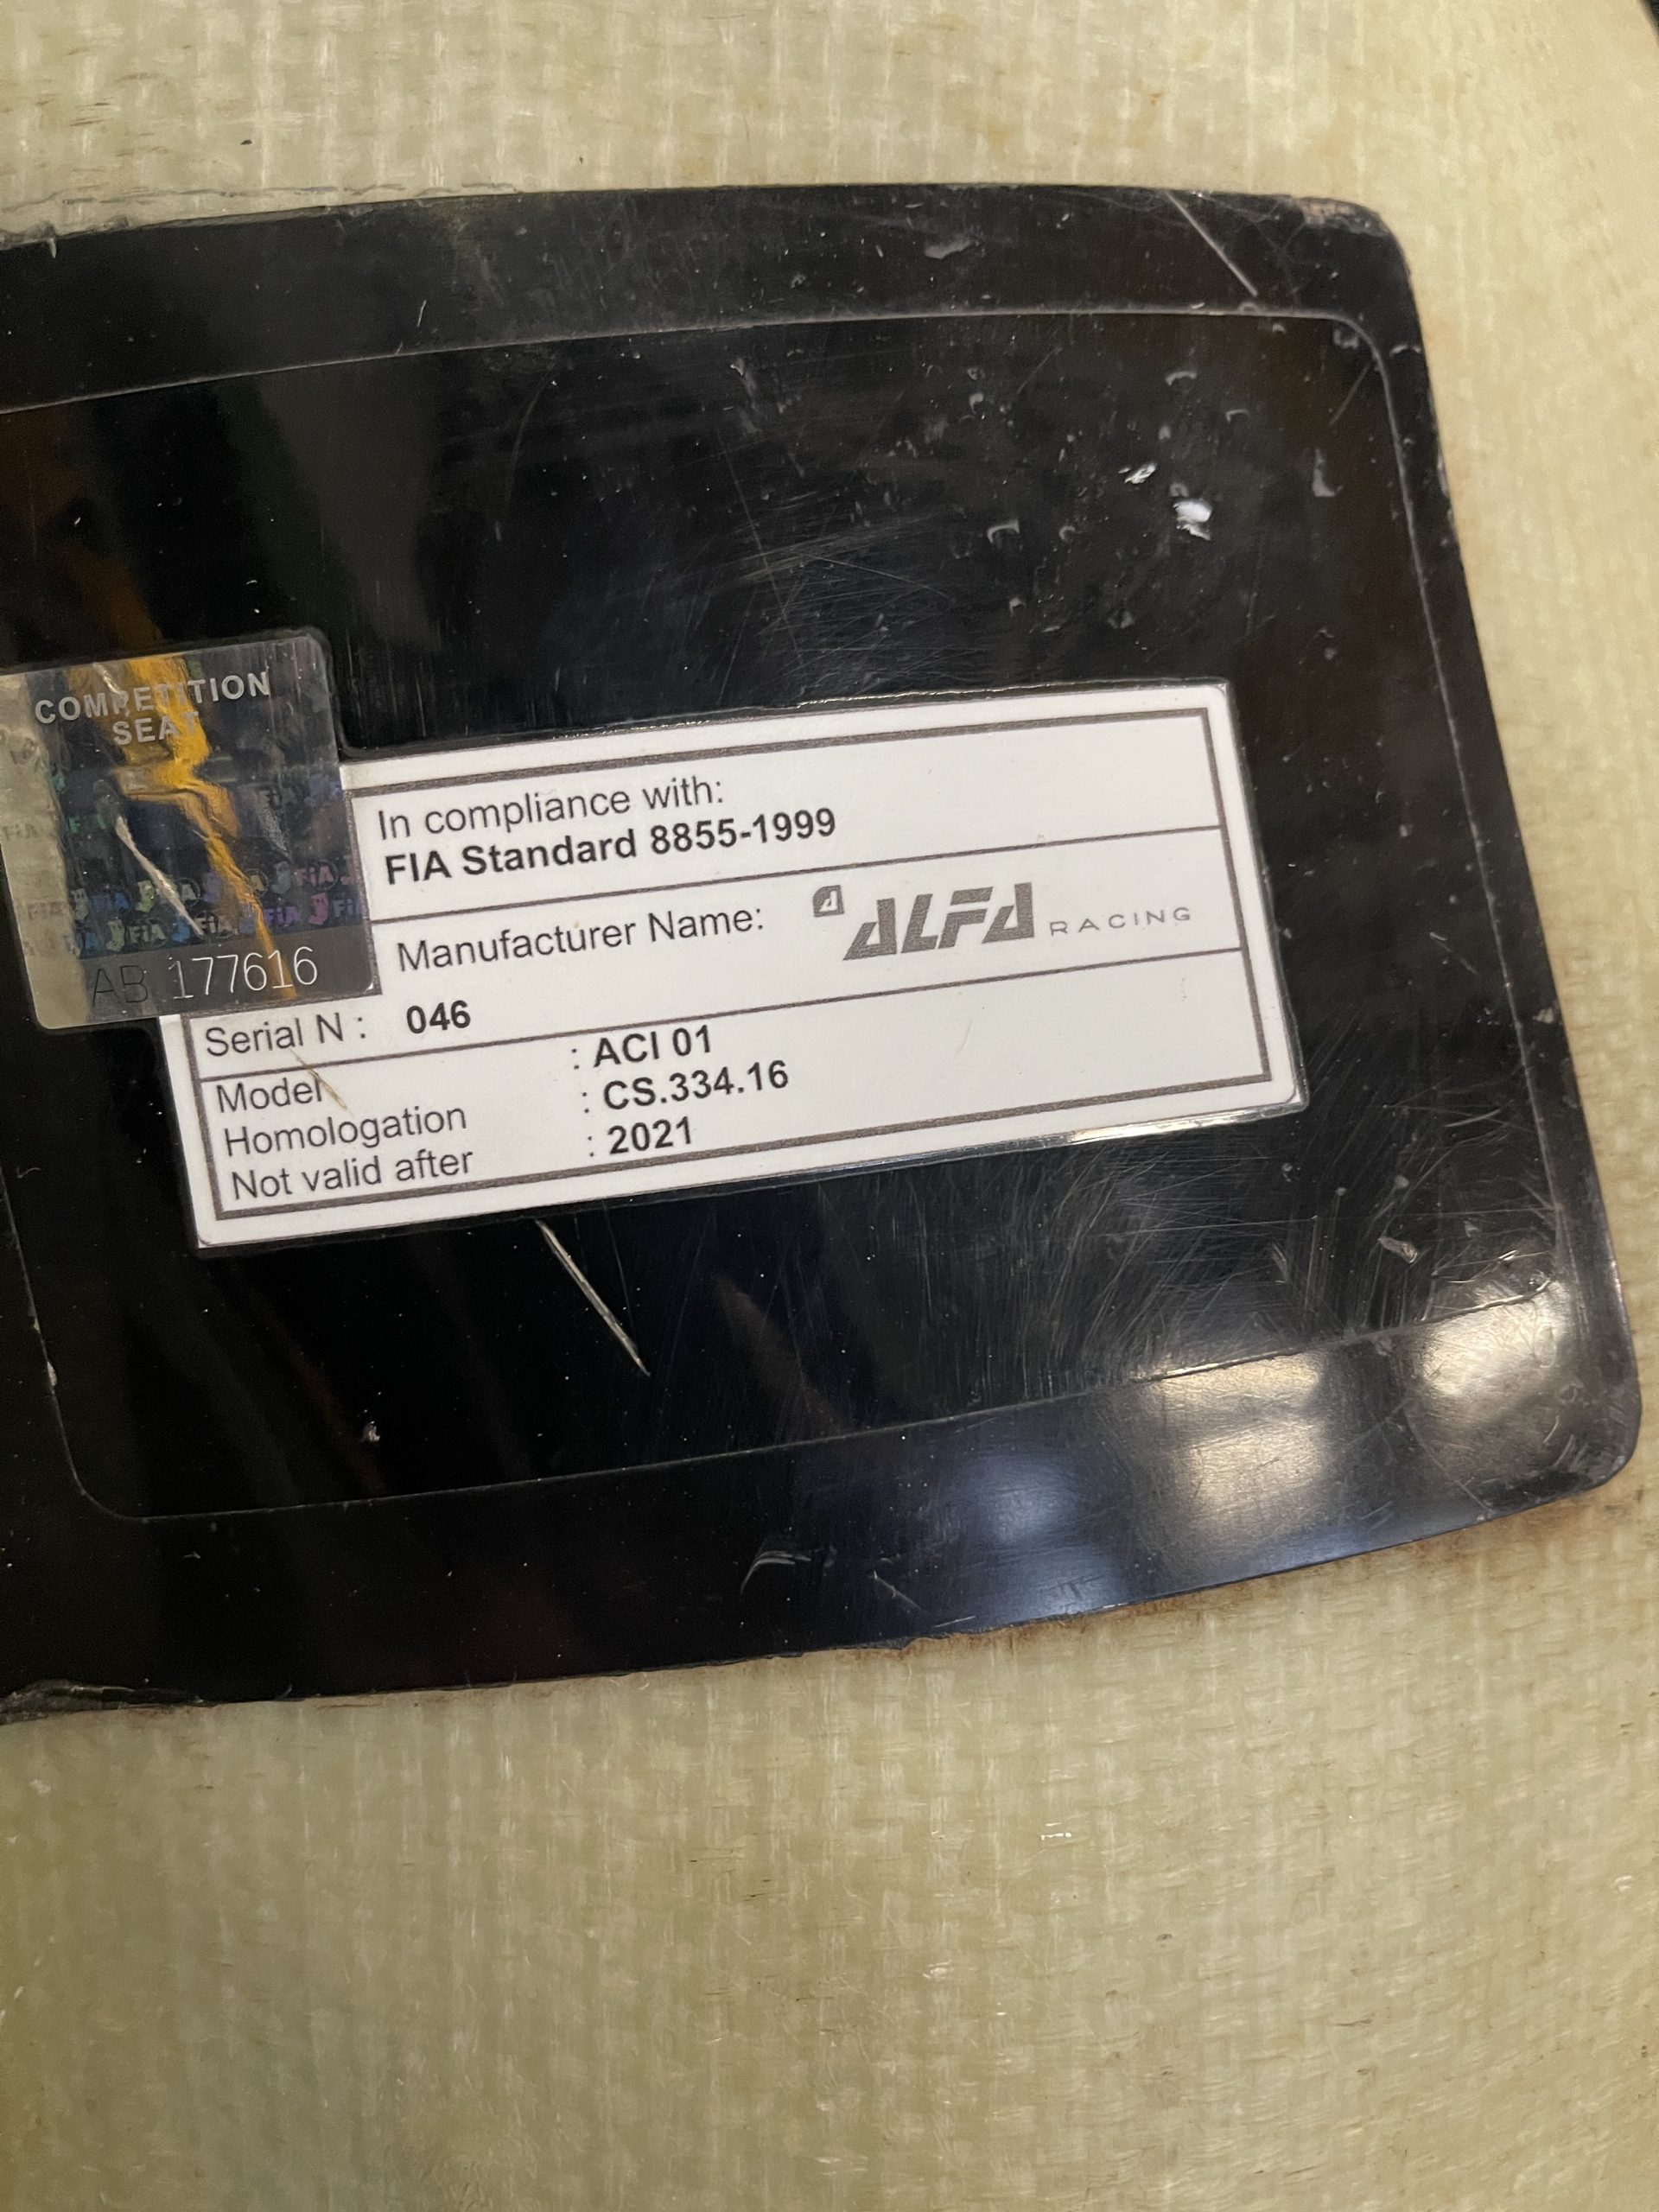 COMPETITION
SEAT
AB 177616
In compliance with:
FIA Standard 8855-1999
Manufacturer Name: ALFA RACING
Serial N : 046
Model : ACI 01
Homologation : CS.334.16
Not valid after : 2021